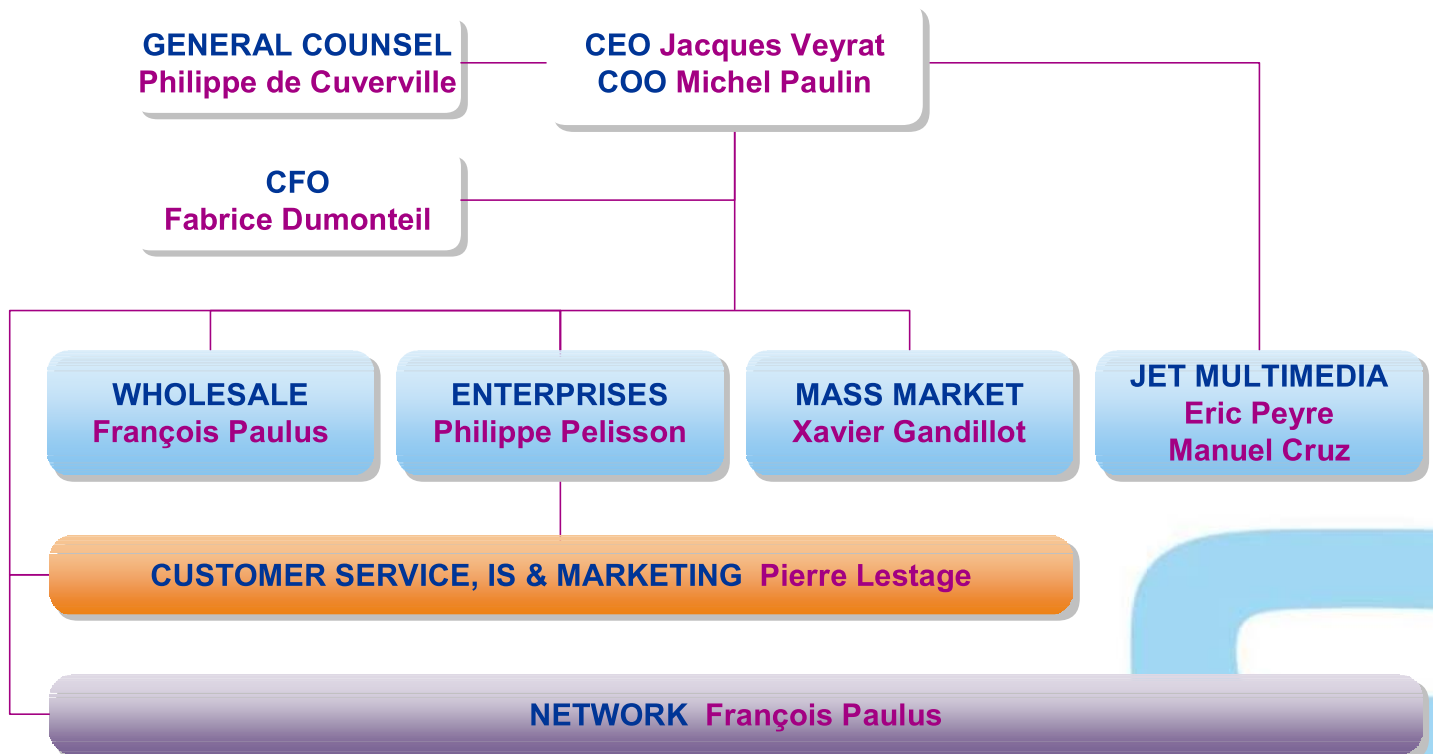 GENERAL COUNSEL
Philippe de Cuverville
CEO Jacques Veyrat
COO Michel Paulin
CFO
Fabrice Dumonteil
WHOLESALE
François Paulus
ENTERPRISES
Philippe Pelisson
MASS MARKET
Xavier Gandillot
JET MULTIMEDIA
Eric Peyre
Manuel Cruz
CUSTOMER SERVICE, IS & MARKETING Pierre Lestage
NETWORK François Paulus